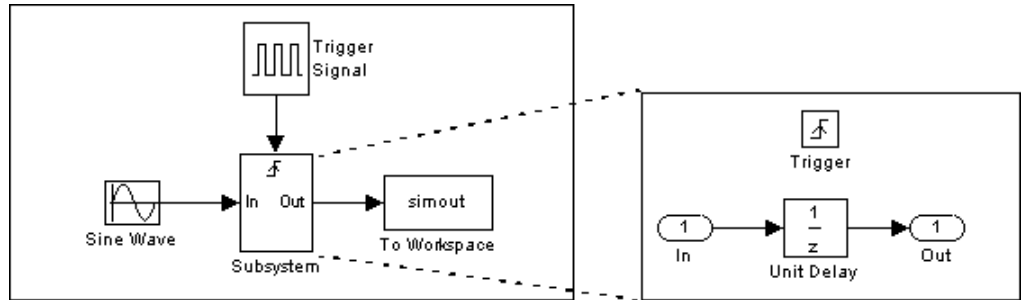 Trigger
Signal
In
Out
simout
Sine Wave
To Workspace
Subsystem
Trigger
1
1
z
1
In
Unit Delay
Out